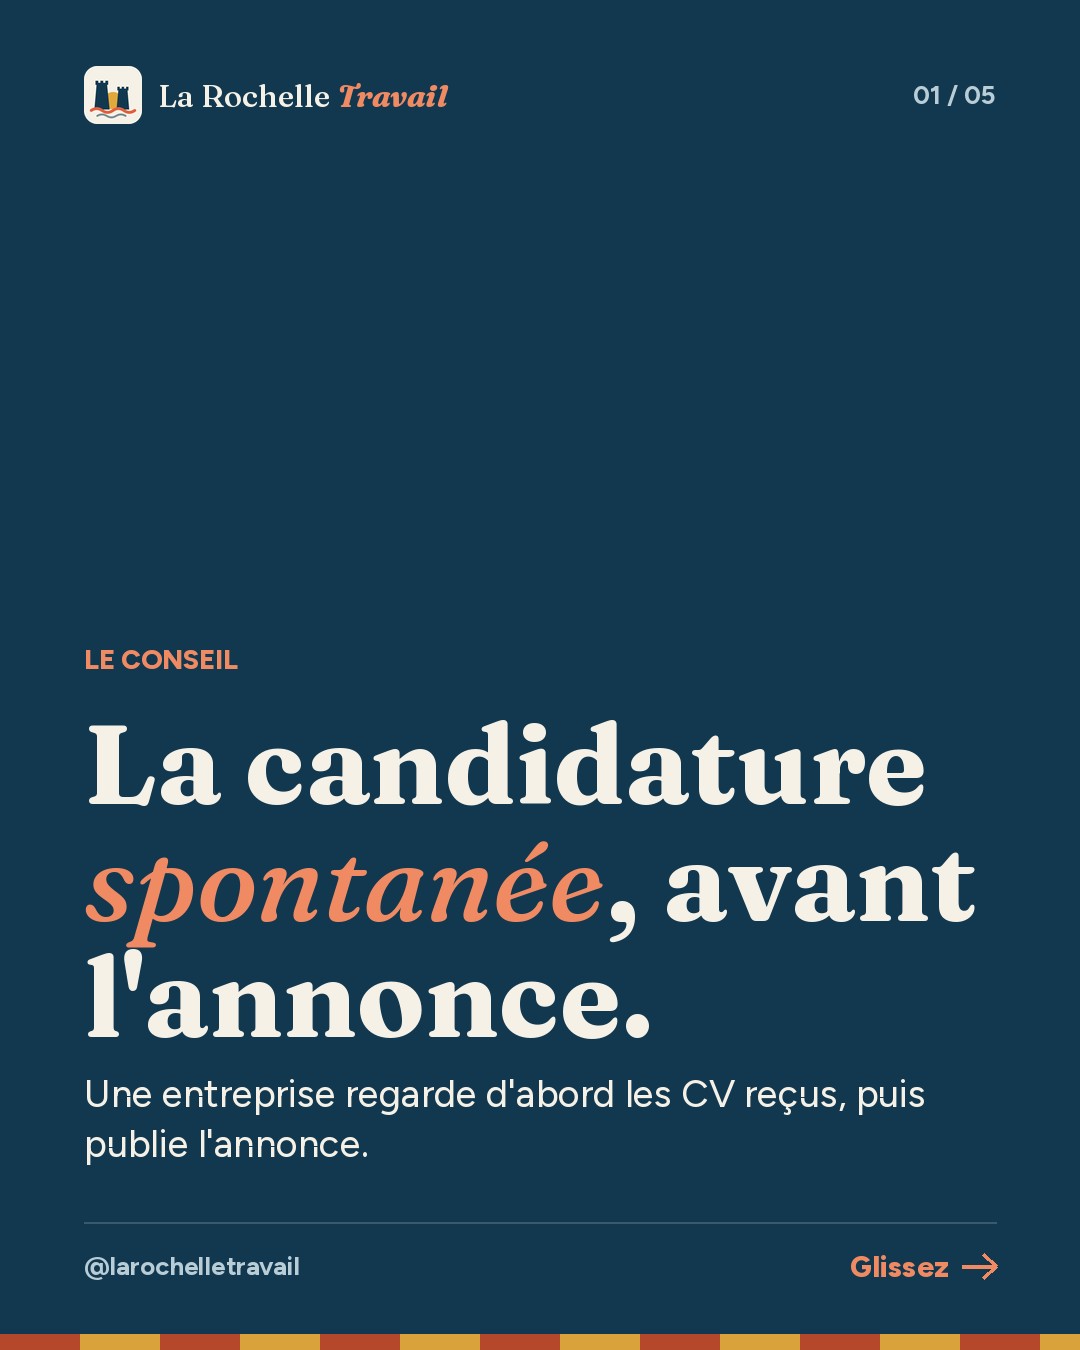 La Rochelle Travail
01 / 05
LE CONSEIL
La candidature
spontanée, avant
l'annonce.
Une entreprise regarde d'abord les CV reçus, puis
publie l'annonce.
@larochelletravail
Glissez →